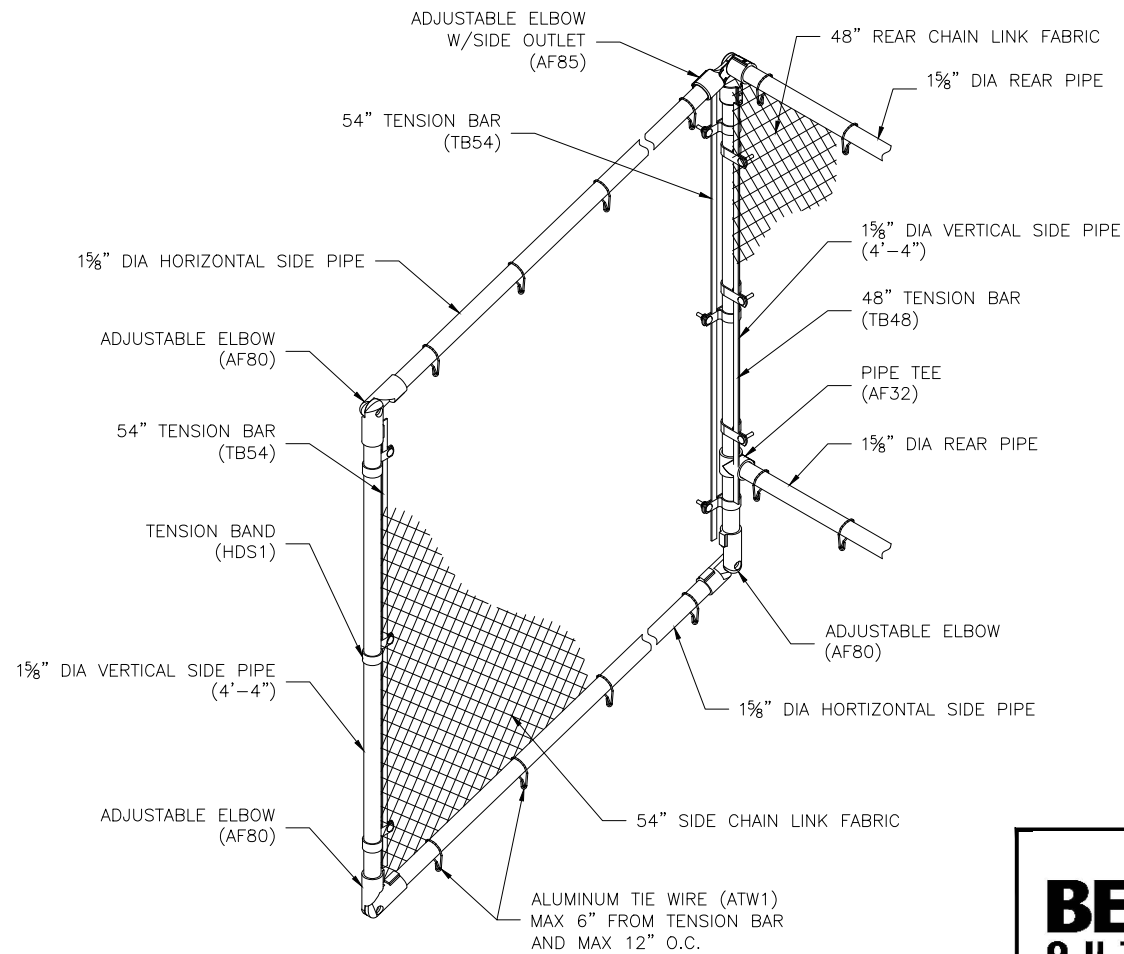 ADJUSTABLE ELBOW
W/SIDE OUTLET
(AF85)
48" REAR CHAIN LINK FABRIC
1⅝" DIA REAR PIPE
54" TENSION BAR
(TB54)
1⅝" DIA VERTICAL SIDE PIPE
(4'-4")
1⅝" DIA HORIZONTAL SIDE PIPE
48" TENSION BAR
(TB48)
ADJUSTABLE ELBOW
(AF80)
PIPE TEE
(AF32)
54" TENSION BAR
(TB54)
1⅝" DIA REAR PIPE
TENSION BAND
(HDS1)
ADJUSTABLE ELBOW
(AF80)
1⅝" DIA VERTICAL SIDE PIPE
(4'-4")
1⅝" DIA HORTIZONTAL SIDE PIPE
ADJUSTABLE ELBOW
(AF80)
54" SIDE CHAIN LINK FABRIC
ALUMINUM TIE WIRE (ATW1)
MAX 6" FROM TENSION BAR
AND MAX 12" O.C.
BE